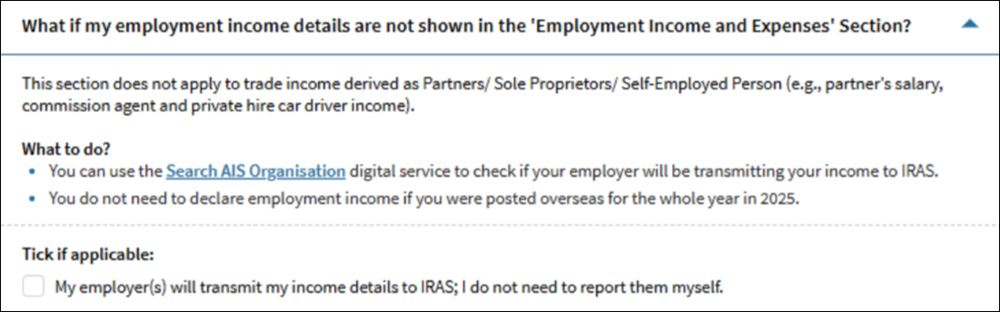 What if my employment income details are not shown in the 'Employment Income and Expenses' Section?
This section does not apply to trade income derived as Partners/ Sole Proprietors/ Self-Employed Person (e.g., partner's salary,
commission agent and private hire car driver income).
What to do?
• You can use the Search AIS Organisation digital service to check if your employer will be transmitting your income to IRAS.
• You do not need to declare employment income if you were posted overseas for the whole year in 2025.
Tick if applicable:
My employer(s) will transmit my income details to IRAS; I do not need to report them myself.